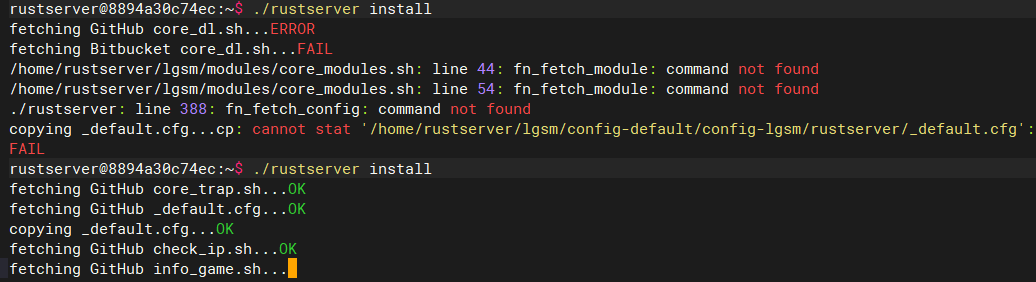 rustserver@8894a30c74ec:~$ ./rustserver install
fetching GitHub core_dl.sh...ERROR
fetching Bitbucket core_dl.sh...FAIL
/home/rustserver/lgsm/modules/core_modules.sh: line 44: fn_fetch_module: command not found
/home/rustserver/lgsm/modules/core_modules.sh: line 54: fn_fetch_module: command not found
./rustserver: line 388: fn_fetch_config: command not found
copying _default.cfg...cp: cannot stat '/home/rustserver/lgsm/config-default/config-lgsm/rustserver/_default.cfg':
FAIL
rustserver@8894a30c74ec:~$ ./rustserver install
fetching GitHub core_trap.sh...OK
fetching GitHub _default.cfg...OK
copying _default.cfg...OK
fetching GitHub check_ip.sh...OK
fetching GitHub info_game.sh...